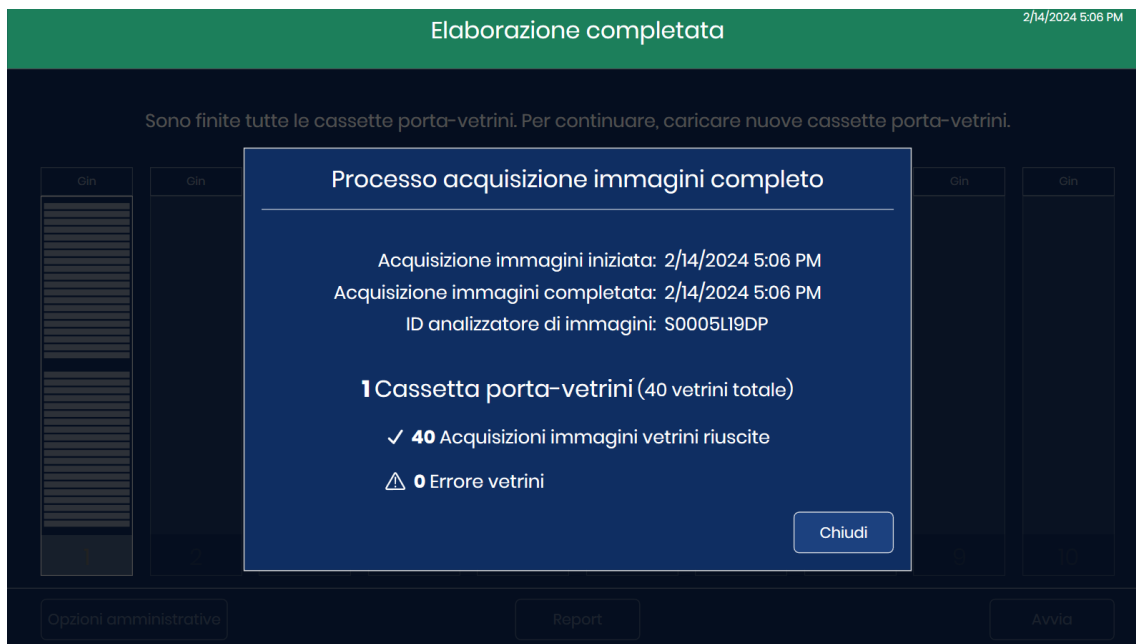 Elaborazione completata
2/14/2024 5:06 PM
Sono finite tutte le cassette porta-vetrini. Per continuare, caricare nuove cassette porta-vetrini.
Gin
Gin
Gin
Gin
Processo acquisizione immagini completo
Acquisizione immagini iniziata: 2/14/2024 5:06 PM
Acquisizione immagini completata: 2/14/2024 5:06 PM
ID analizzatore di immagini: S0005L19DP
1 Cassetta porta-vetrini (40 vetrini totale)
40 Acquisizioni immagini vetrini riuscite
0 Errore vetrini
Chiudi
1
2
9
10
Opzioni amministrative
Report
Avvia